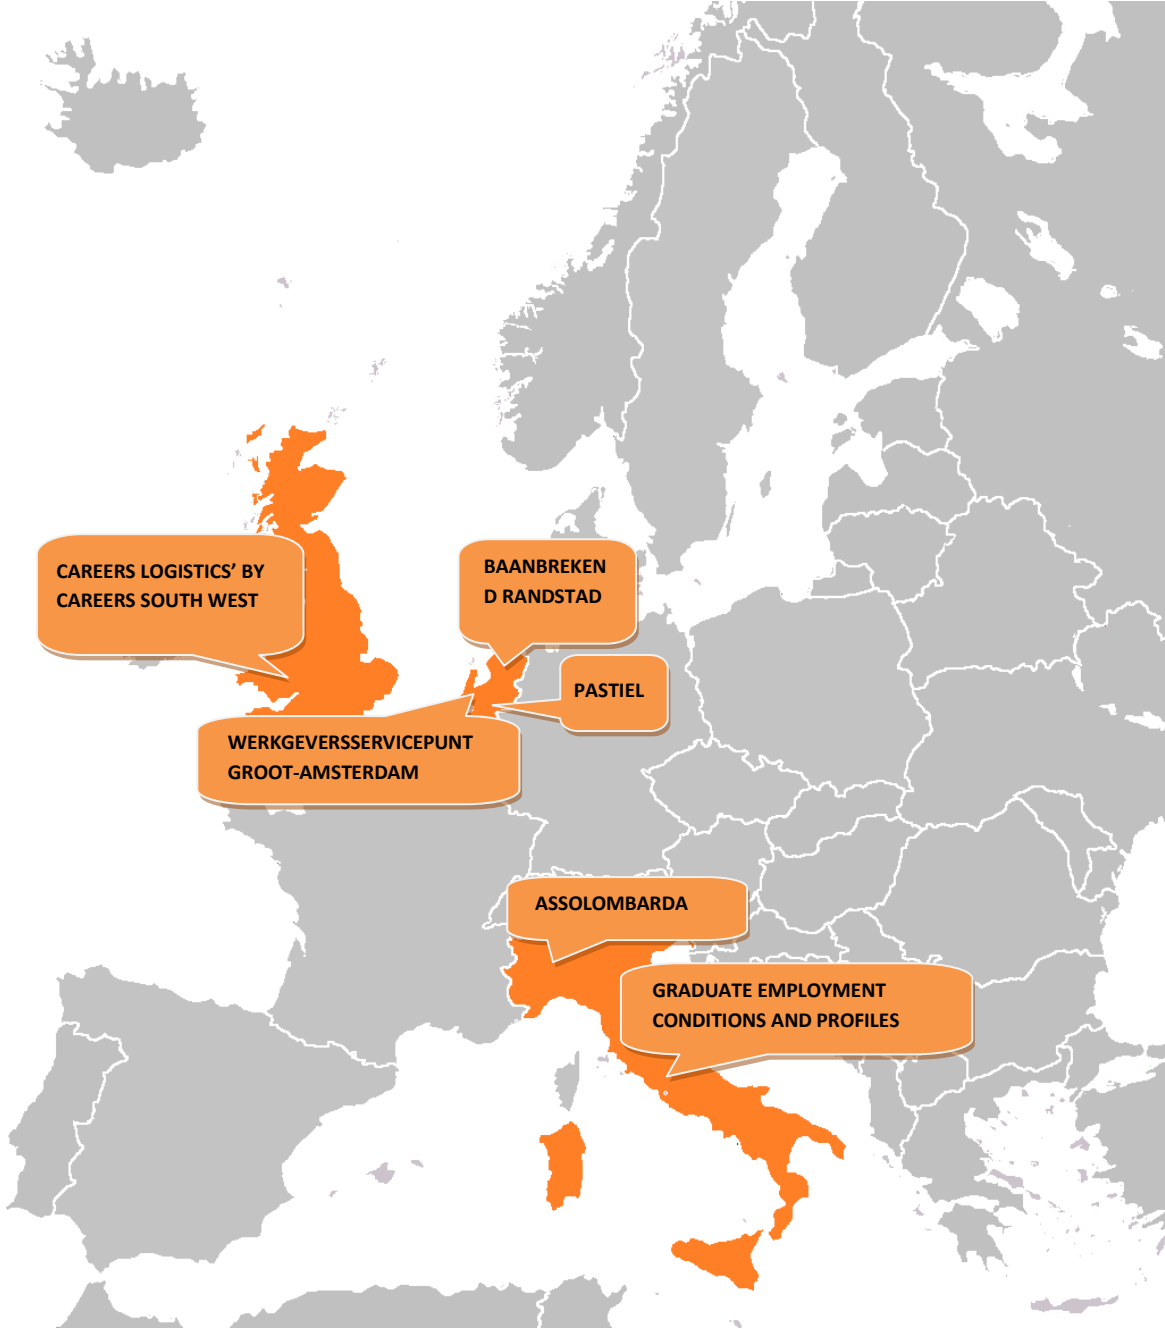 CAREERS LOGISTICS’ BY
CAREERS SOUTH WEST
BAANBREKEN
D RANDSTAD
PASTIEL
WERKGEVERSSERVICEPUNT
GROOT-AMSTERDAM
ASSOLOMBARDA
GRADUATE EMPLOYMENT
CONDITIONS AND PROFILES